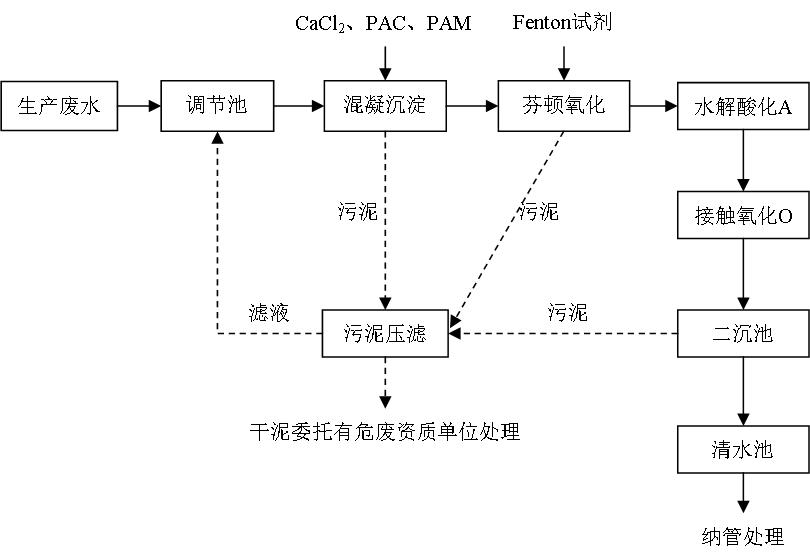 CaCl₂、PAC、PAM
Fenton试剂
生产废水
调节池
混凝沉淀
芬顿氧化
水解酸化A
接触氧化O
污泥
污泥
滤液
污泥压滤
污泥
二沉池
干泥委托有危废资质单位处理
清水池
纳管处理